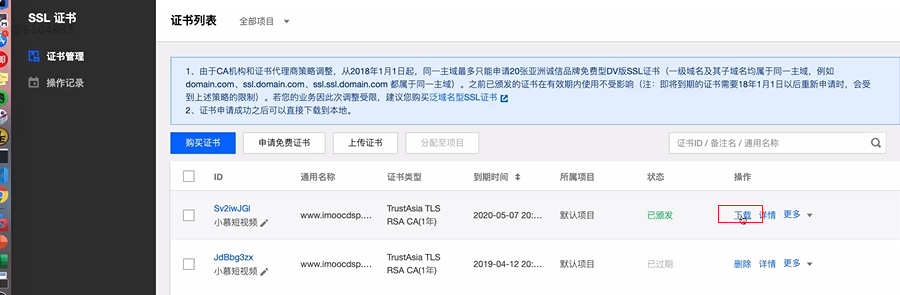 SSL 证书
证书管理
操作记录
证书列表
全部项目
1、由于CA机构和证书代理商策略调整，从2018年1月1日起，同一主域最多只能申请20张亚洲诚信品牌免费型DV版SSL证书（一级域名及其子域名均属于同一主域，例如
domain.com、ssl.domain.com、ssl.ssl.domain.com 都属于同一主域）。之前已颁发的证书在有效期内使用不受影响（注：即将到期的证书需要18年1月1日以后重新申请时，会受
到上述策略的限制）。若您的业务因此次调整受限，建议您购买泛域名型SSL证书
2、证书申请成功之后可以直接下载到本地。
购买证书 申请免费证书 上传证书 分配至项目 证书ID / 备注名 / 通用名称
ID 通用名称 证书类型 到期时间 所属项目 状态 操作
Sv2iwJGl www.imoocdsp.... TrustAsia TLS 2020-05-07 20:... 默认项目 已颁发 下载 详情 更多
小慕短视频 RSA CA(1年)
JdBbg3zx www.imoocdsp.... TrustAsia TLS 2019-04-12 20:... 默认项目 已过期 删除 详情 更多
小慕短视频 RSA CA(1年)